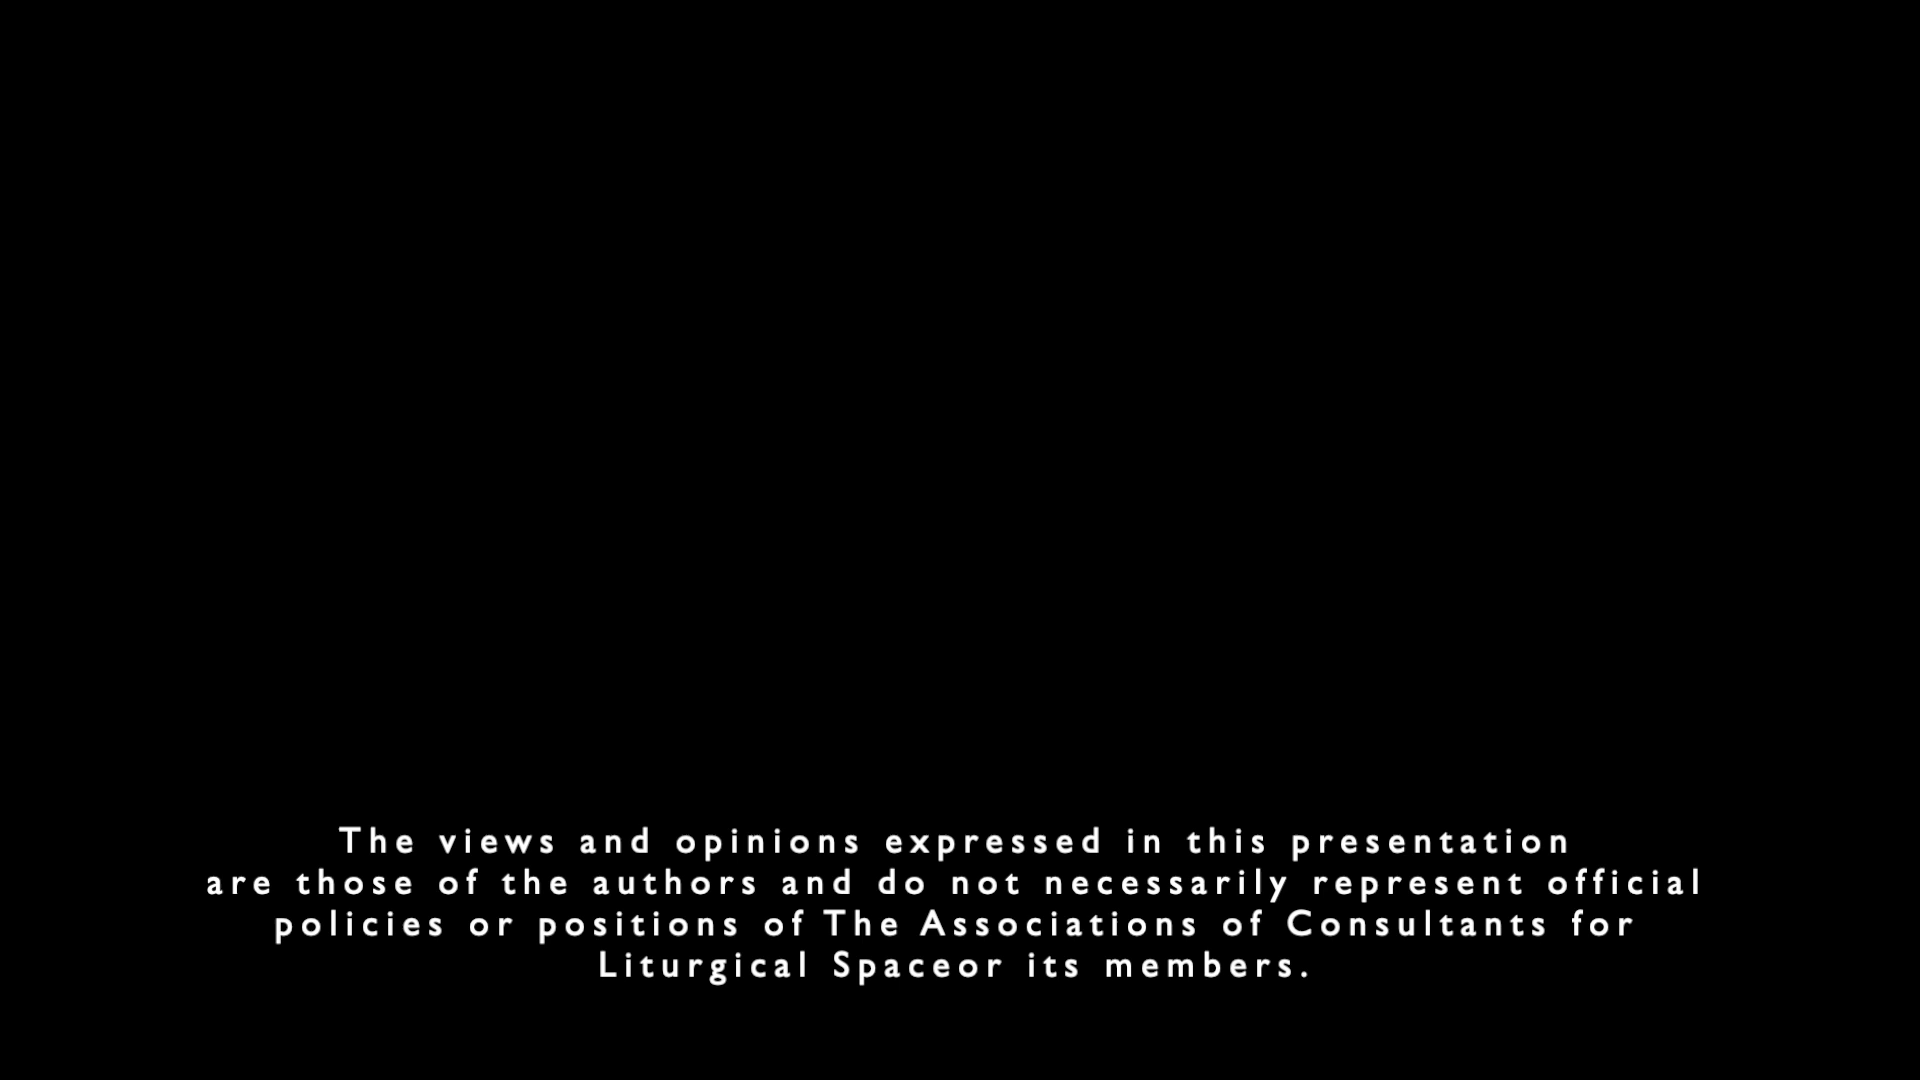 The views and opinions expressed in this presentation
are those of the authors and do not necessarily represent official
policies or positions of The Associations of Consultants for
Liturgical Spaceor its members.